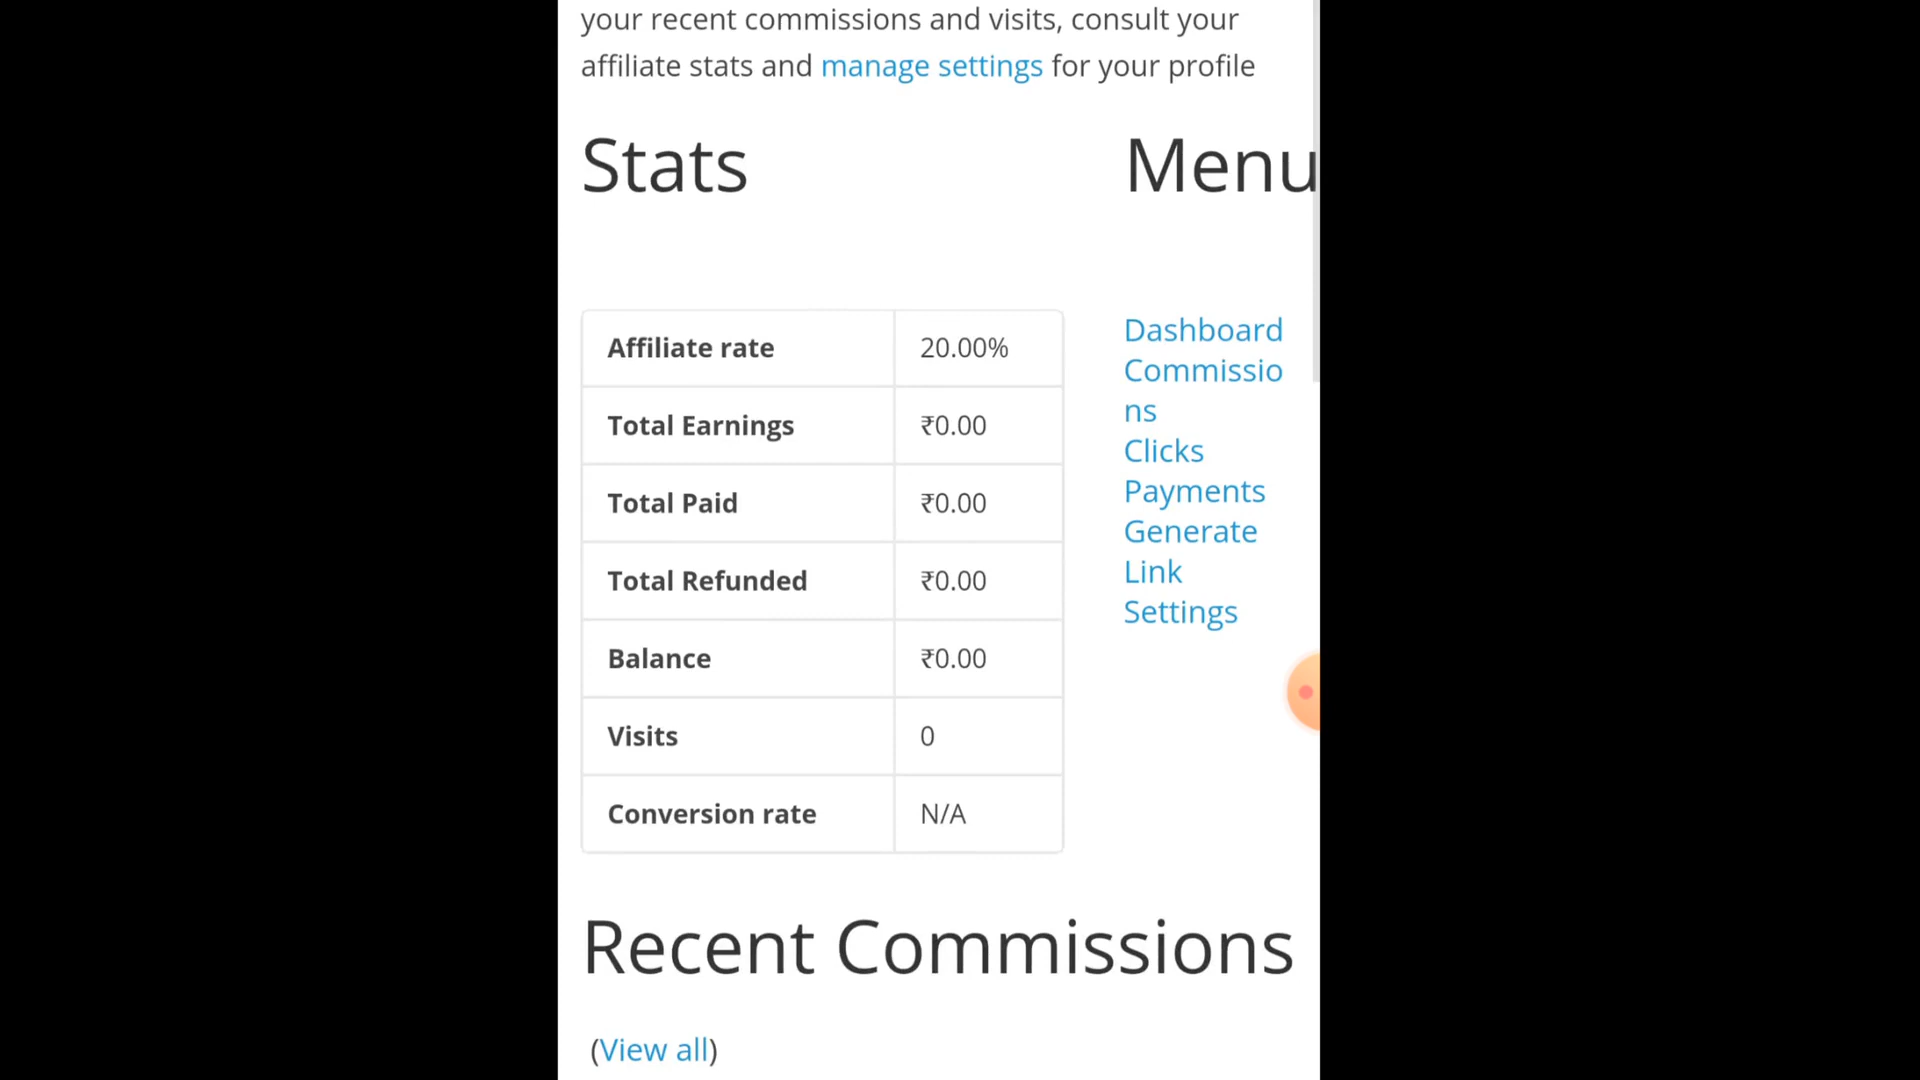 your recent commissions and visits, consult your
affiliate stats and manage settings for your profile
Stats
Menu
Affiliate rate 20.00%
Total Earnings ₹0.00
Total Paid ₹0.00
Total Refunded ₹0.00
Balance ₹0.00
Visits 0
Conversion rate N/A
Dashboard
Commissio
ns
Clicks
Payments
Generate
Link
Settings
Recent Commissions
(View all)